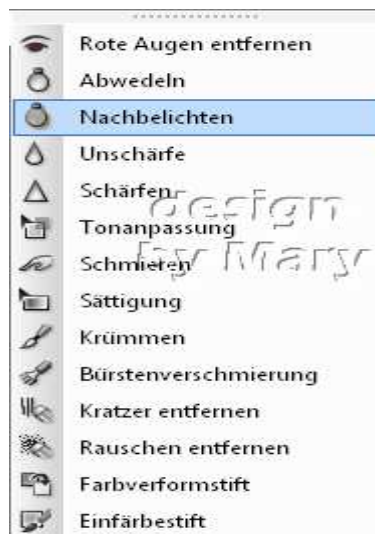 Rote Augen entfernen
Abwedeln
Nachbelichten
Unschärfe
Schärfen
design
Tonanpassung
by Mary
Schmieren
Sättigung
Krümmen
Bürstenverschmierung
Kratzer entfernen
Rauschen entfernen
Farbverformstift
Einfärbestift